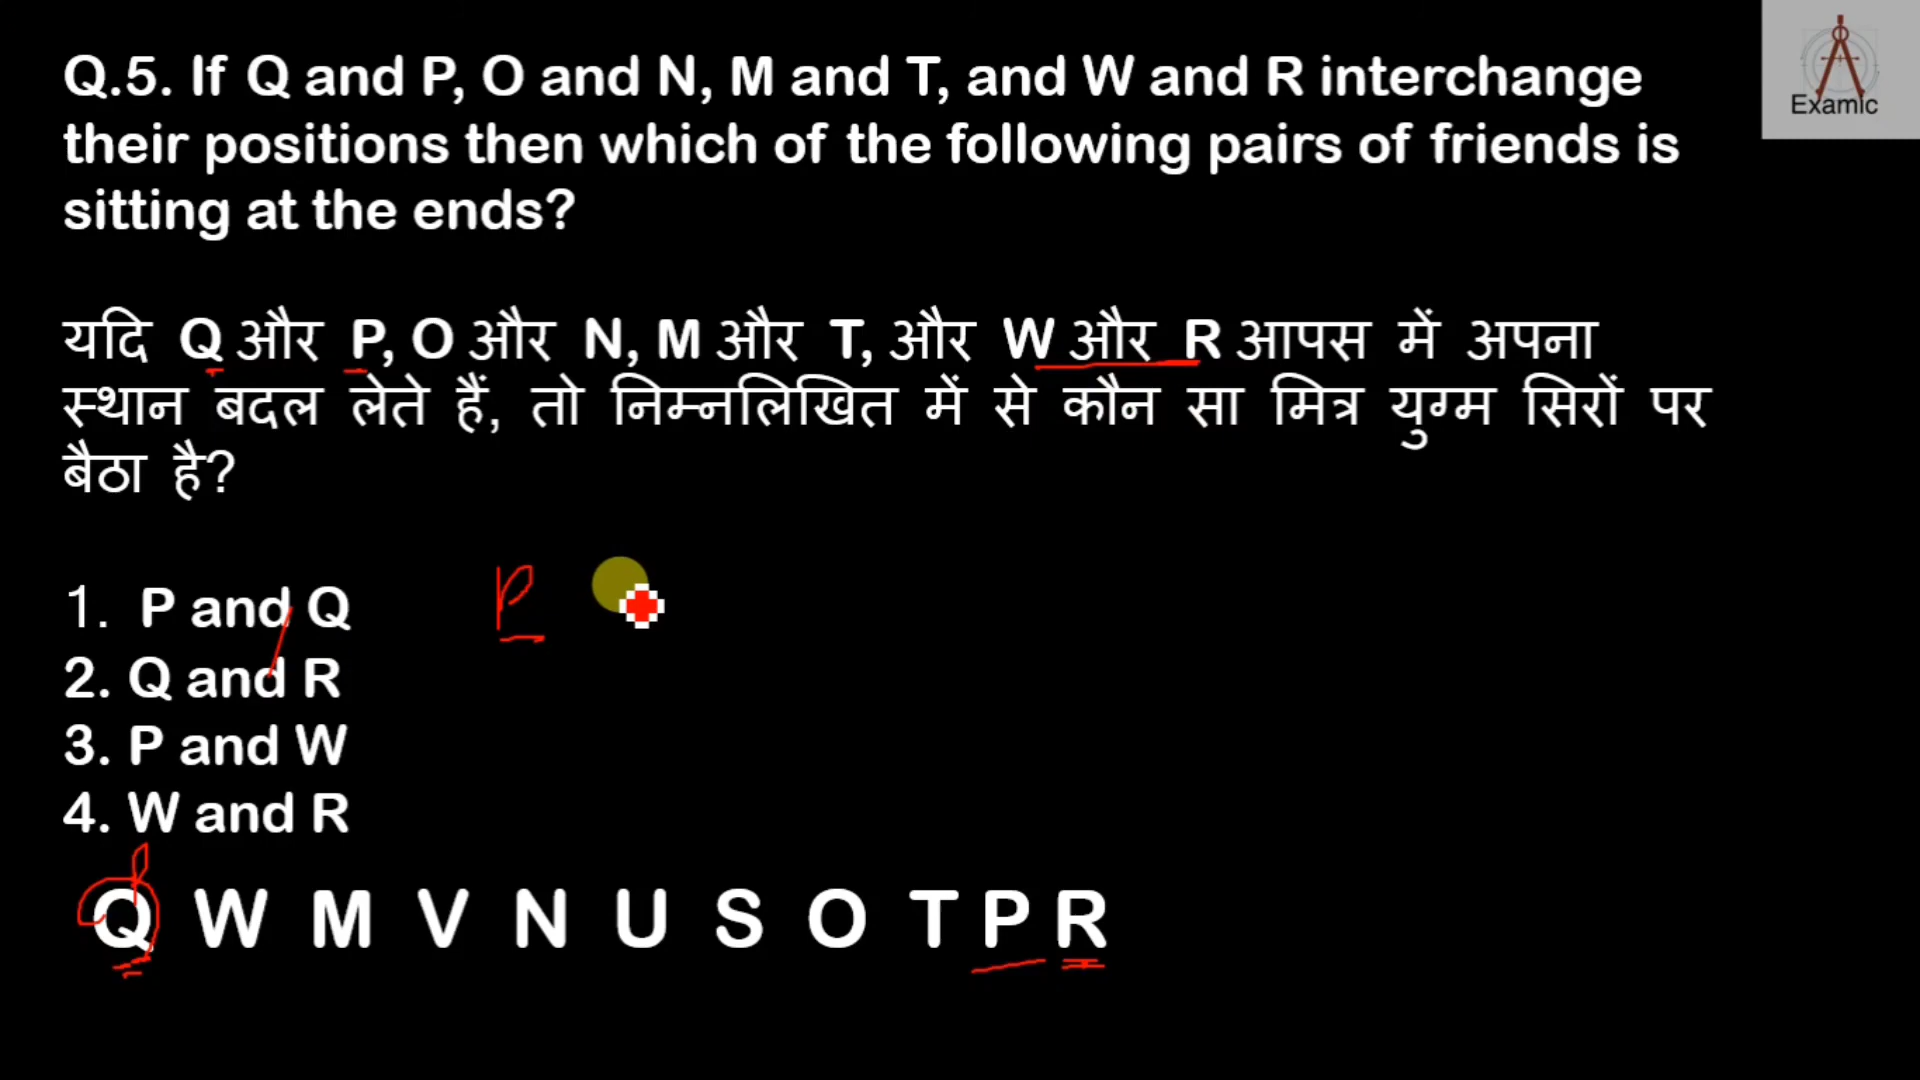 Examic
Q.5. If Q and P, O and N, M and T, and W and R interchange
their positions then which of the following pairs of friends is
sitting at the ends?
यदि Q और P, O और N, M और T, और W और R आपस में अपना
स्थान बदल लेते हैं, तो निम्नलिखित में से कौन सा मित्र युग्म सिरों पर
बैठा है?
1. P and Q
P
2. Q and R
3. P and W
4. W and R
Q W M V N U S O T P R